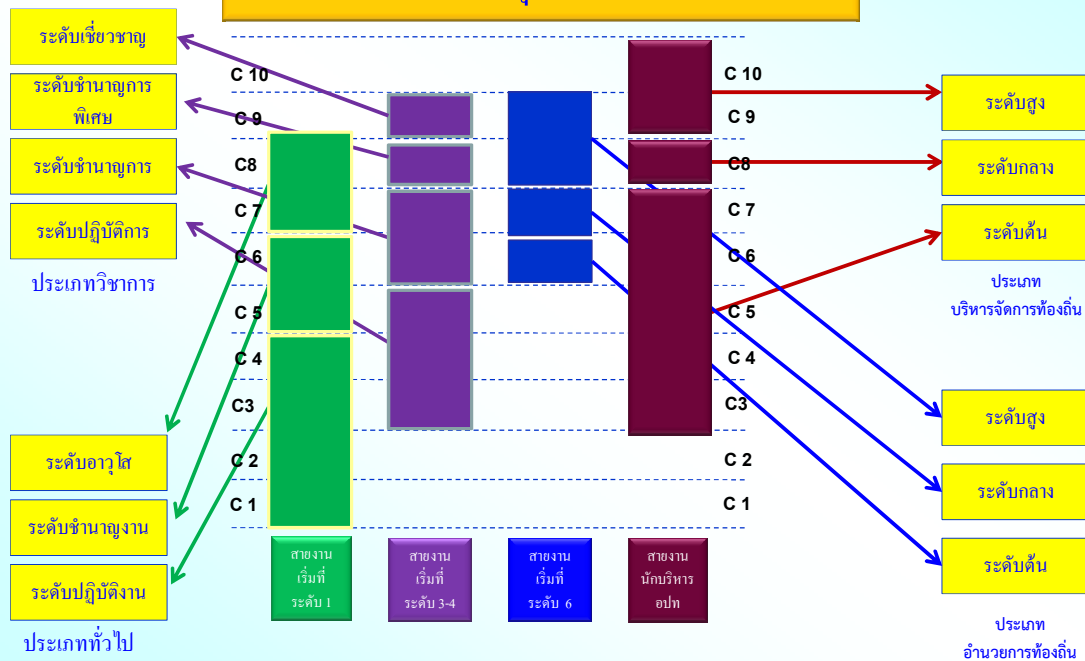 ระดับเชี่ยวชาญ
ระดับชำนาญการ
พิเศษ
ระดับชำนาญการ
ระดับปฏิบัติการ
ประเภทวิชาการ
ระดับอาวุโส
ระดับชำนาญงาน
ระดับปฏิบัติงาน
ประเภททั่วไป
C 10
C 9
C8
C 7
C 6
C 5
C 4
C3
C 2
C 1
สายงาน
เริ่มที่
ระดับ 1
สายงาน
เริ่มที่
ระดับ 3-4
สายงาน
เริ่มที่
ระดับ 6
สายงาน
นักบริหาร
อปท
C 10
C 9
C8
C 7
C 6
C 5
C 4
C3
C 2
C 1
ระดับสูง
ระดับกลาง
ระดับต้น
ประเภท
บริหารจัดการท้องถิ่น
ระดับสูง
ระดับกลาง
ระดับต้น
ประเภท
อำนวยการท้องถิ่น